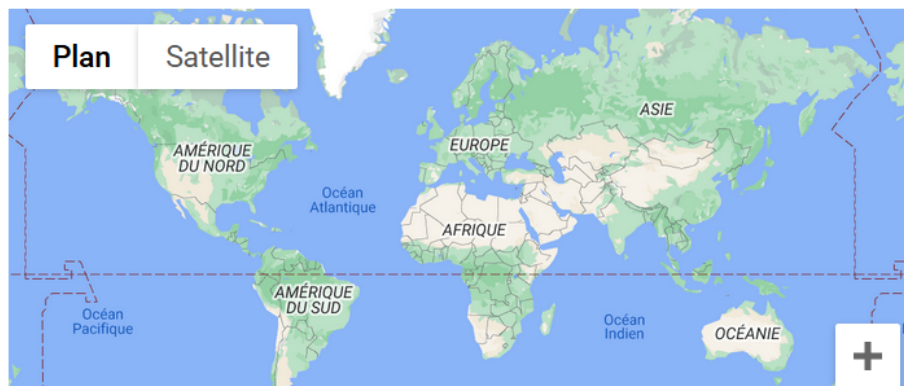 Plan
Satellite
ASIE
EUROPE
AMÉRIQUE
DU NORD
Océan
Atlantique
AFRIQUE
AMÉRIQUE
DU SUD
Océan
Pacifique
Océan
Indien
OCÉANIE
+